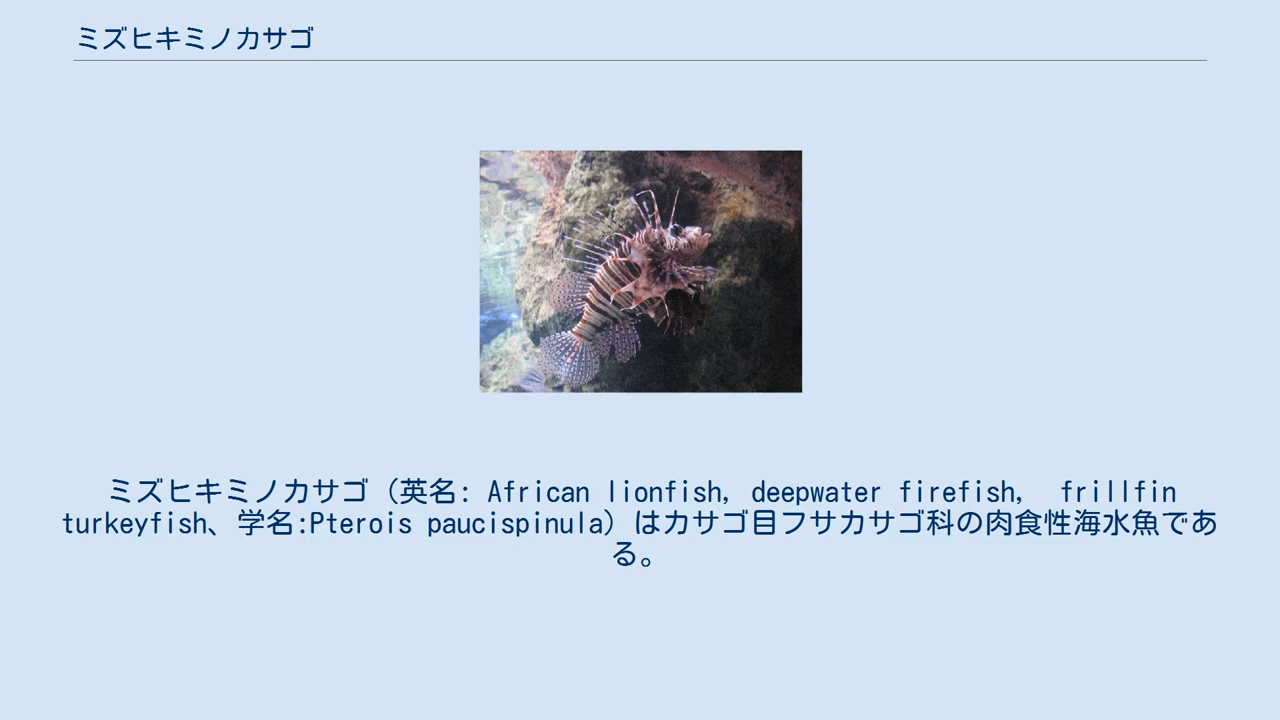 ミズヒキミノカサゴ
ミズヒキミノカサゴ（英名: African lionfish, deepwater firefish,  frillfin
turkeyfish、学名:Pterois paucispinula）はカサゴ目フサカサゴ科の肉食性海水魚であ
る。